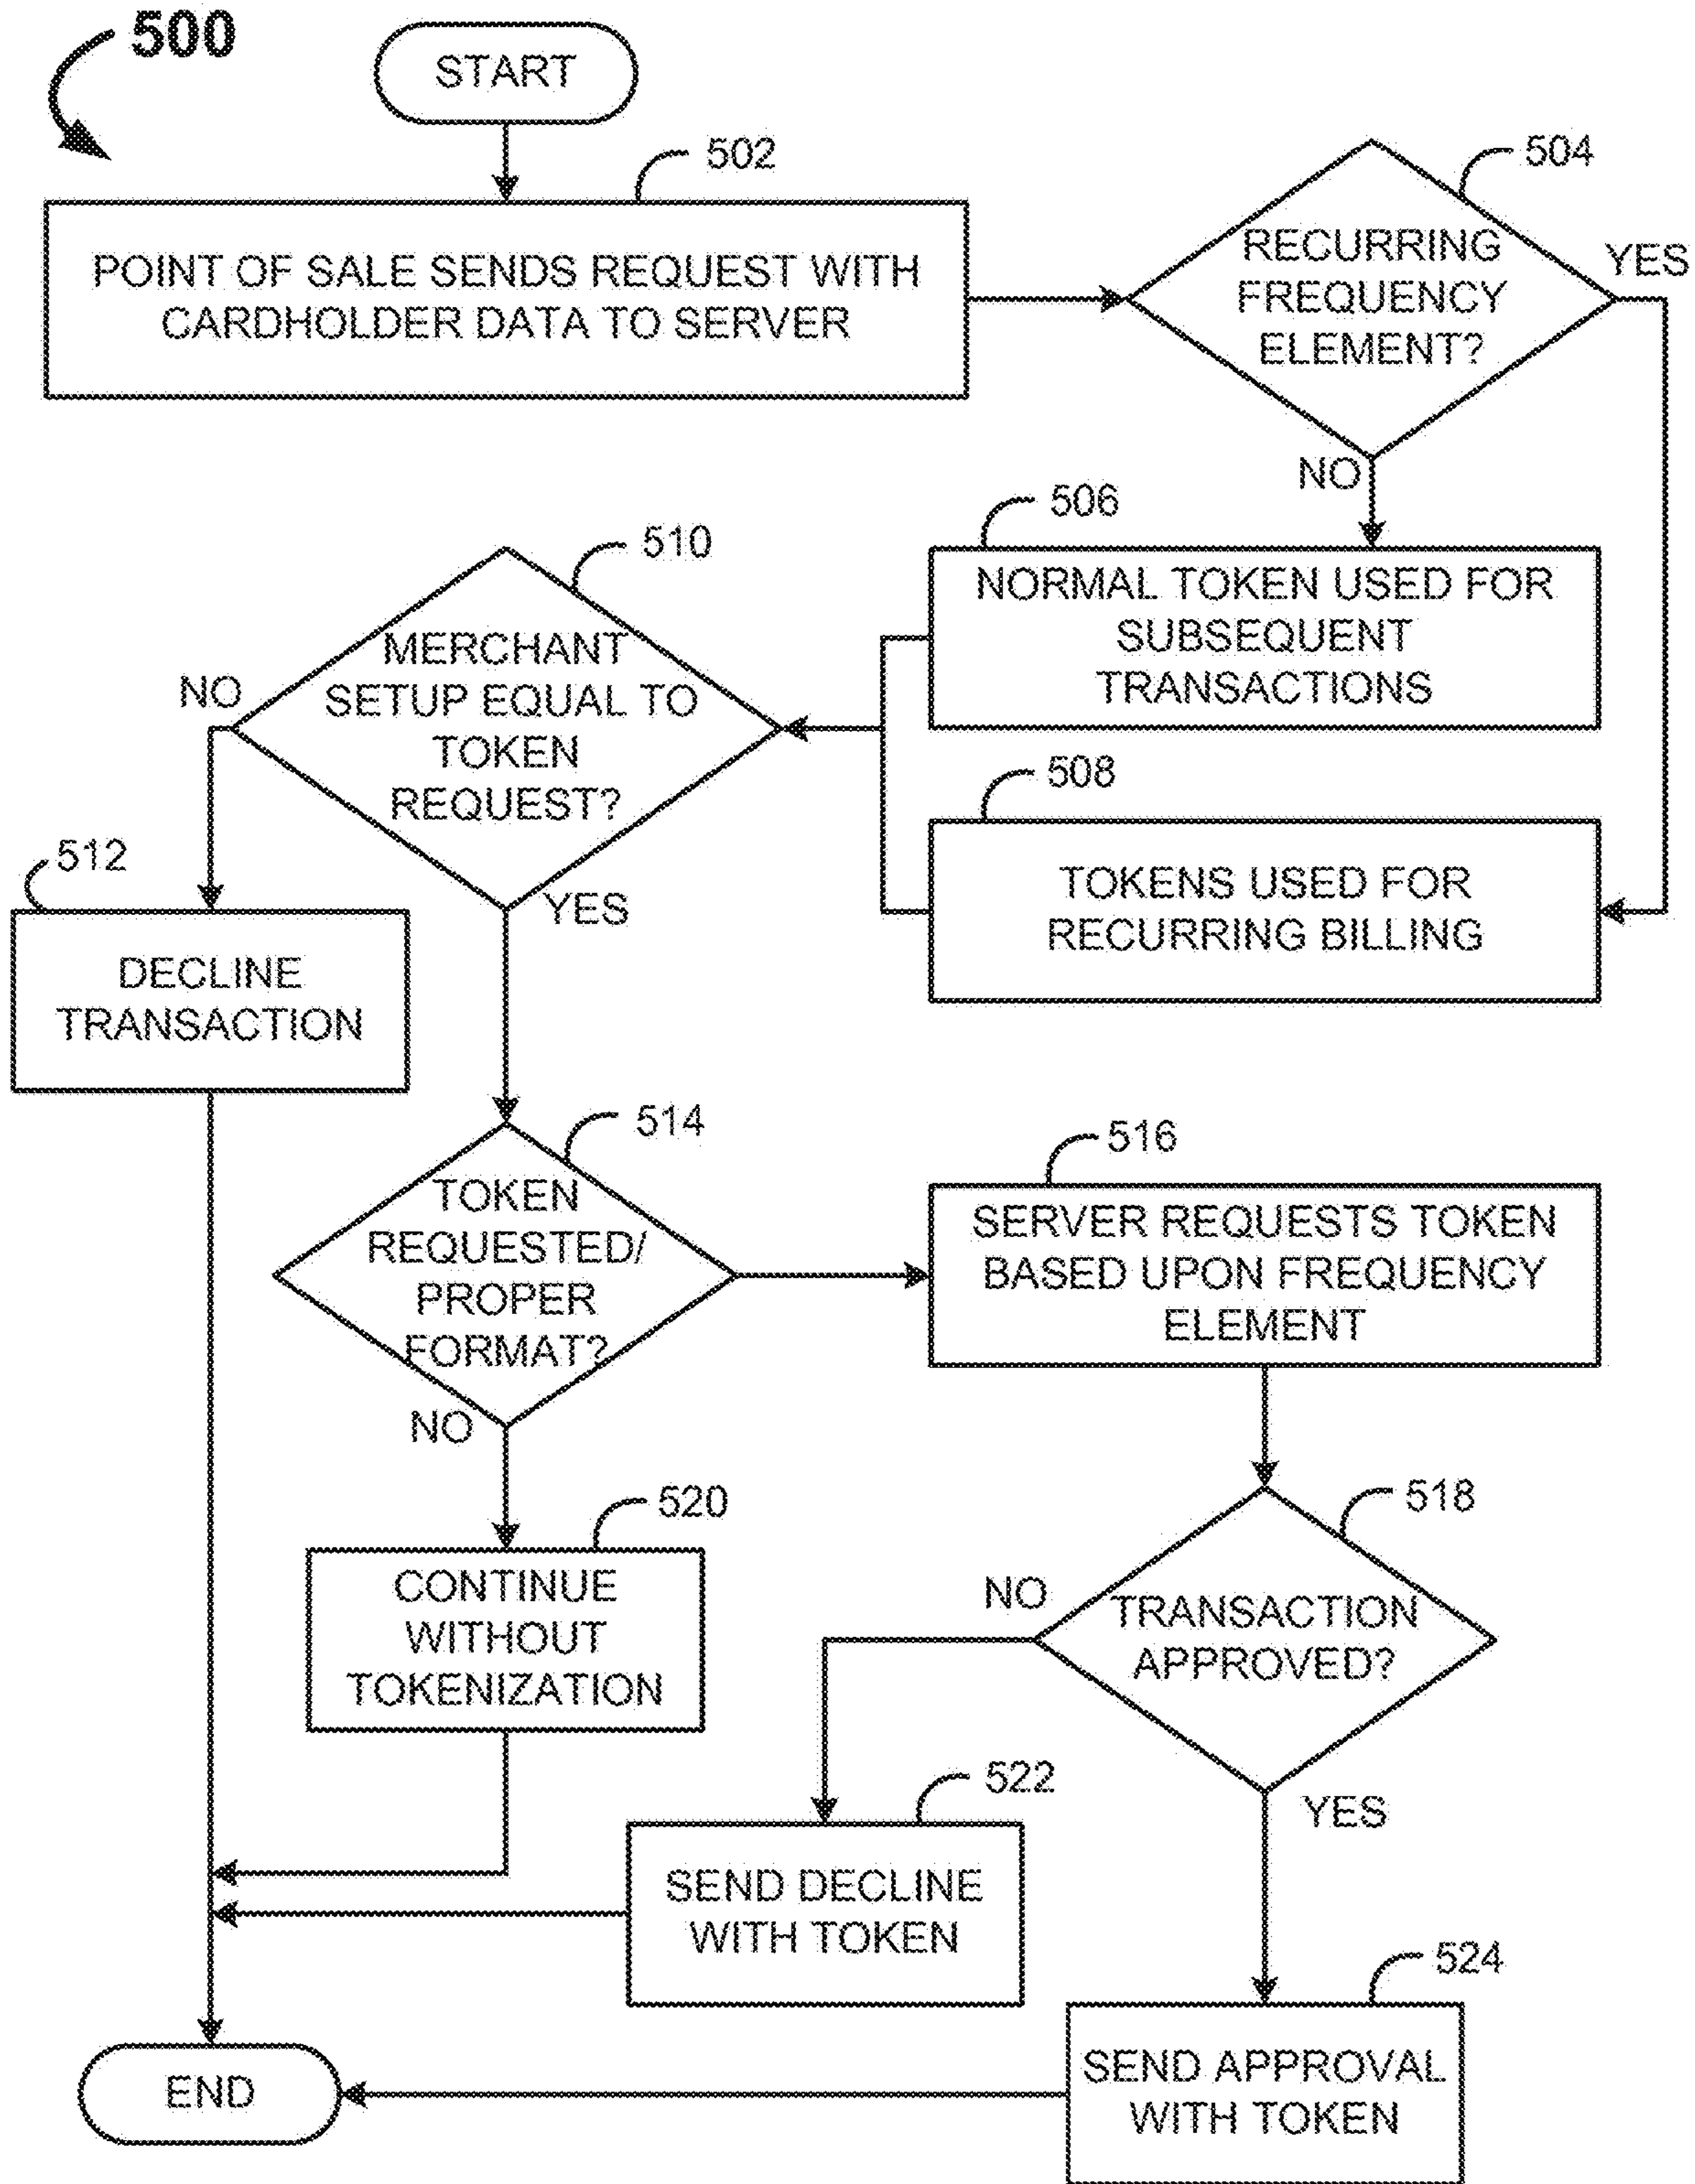 500
START
502
POINT OF SALE SENDS REQUEST WITH
CARDHOLDER DATA TO SERVER
504
RECURRING
FREQUENCY
ELEMENT?
YES
NO
506
NORMAL TOKEN USED FOR
SUBSEQUENT
TRANSACTIONS
508
TOKENS USED FOR
RECURRING BILLING
510
MERCHANT
SETUP EQUAL TO
TOKEN
REQUEST?
NO
YES
512
DECLINE
TRANSACTION
514
TOKEN
REQUESTED/
PROPER
FORMAT?
NO
516
SERVER REQUESTS TOKEN
BASED UPON FREQUENCY
ELEMENT
518
TRANSACTION
APPROVED?
NO
YES
520
CONTINUE
WITHOUT
TOKENIZATION
522
SEND DECLINE
WITH TOKEN
524
SEND APPROVAL
WITH TOKEN
END